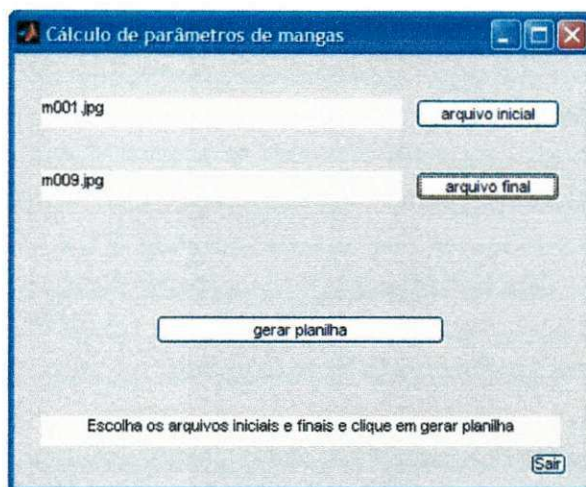 Cálculo de parâmetros de mangas
m001.jpg
arquivo inicial
m009.jpg
arquivo final
gerar planilha
Escolha os arquivos iniciais e finais e clique em gerar planilha
Sair